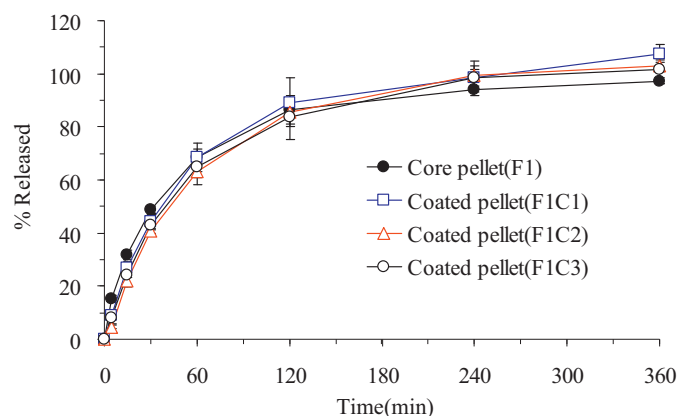 120
100
80
60
40
20
0
% Released
Core pellet(F1)
Coated pellet(F1C1)
Coated pellet(F1C2)
Coated pellet(F1C3)
0 60 120 180 240 300 360
Time(min)